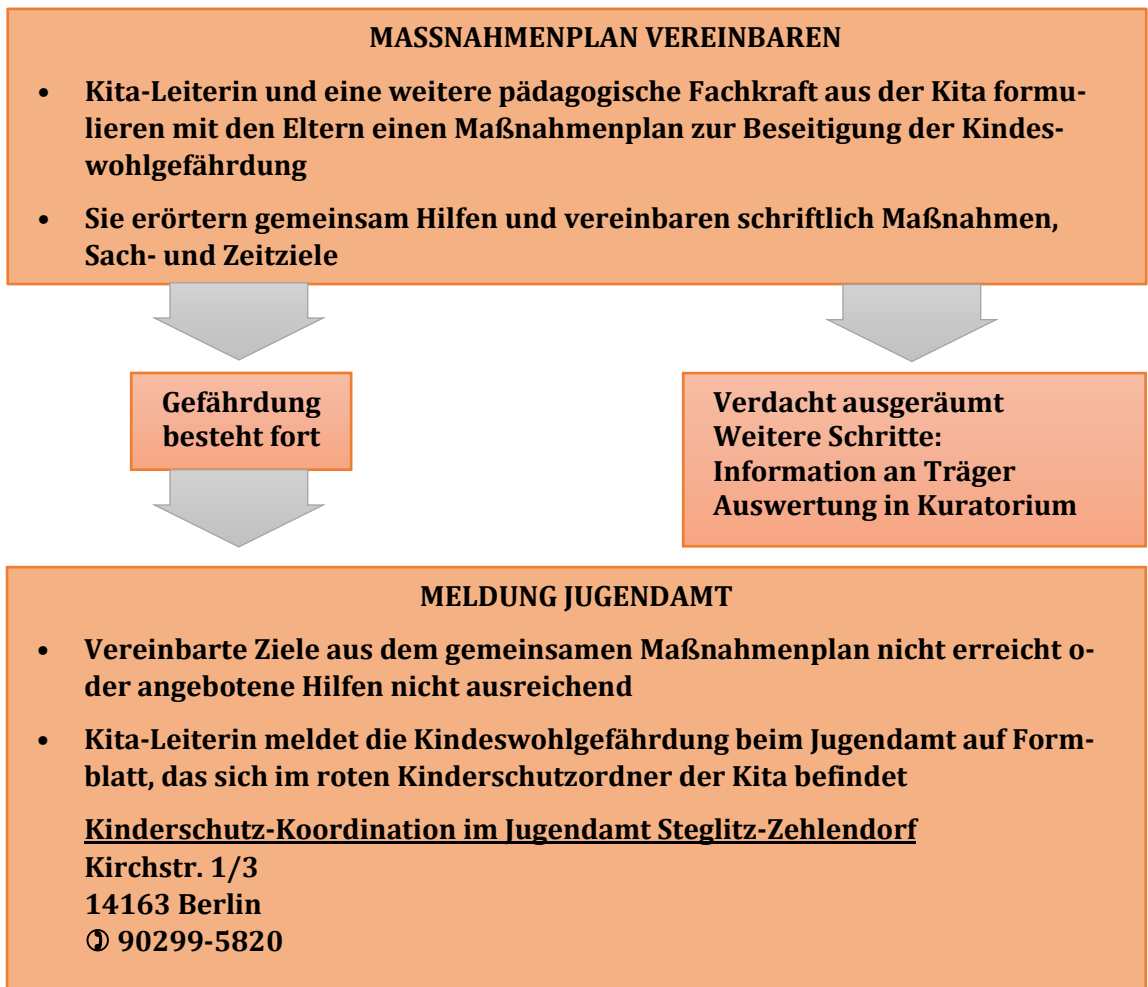 MASSNAHMENPLAN VEREINBAREN
• Kita-Leiterin und eine weitere pädagogische Fachkraft aus der Kita formu-
lieren mit den Eltern einen Maßnahmenplan zur Beseitigung der Kindes-
wohlgefährdung
• Sie erörtern gemeinsam Hilfen und vereinbaren schriftlich Maßnahmen,
Sach- und Zeitziele
Gefährdung
besteht fort
Verdacht ausgeräumt
Weitere Schritte:
Information an Träger
Auswertung in Kuratorium
MELDUNG JUGENDAMT
• Vereinbarte Ziele aus dem gemeinsamen Maßnahmenplan nicht erreicht o-
der angebotene Hilfen nicht ausreichend
• Kita-Leiterin meldet die Kindeswohlgefährdung beim Jugendamt auf Form-
blatt, das sich im roten Kinderschutzordner der Kita befindet
Kinderschutz-Koordination im Jugendamt Steglitz-Zehlendorf
Kirchstr. 1/3
14163 Berlin
✆ 90299-5820